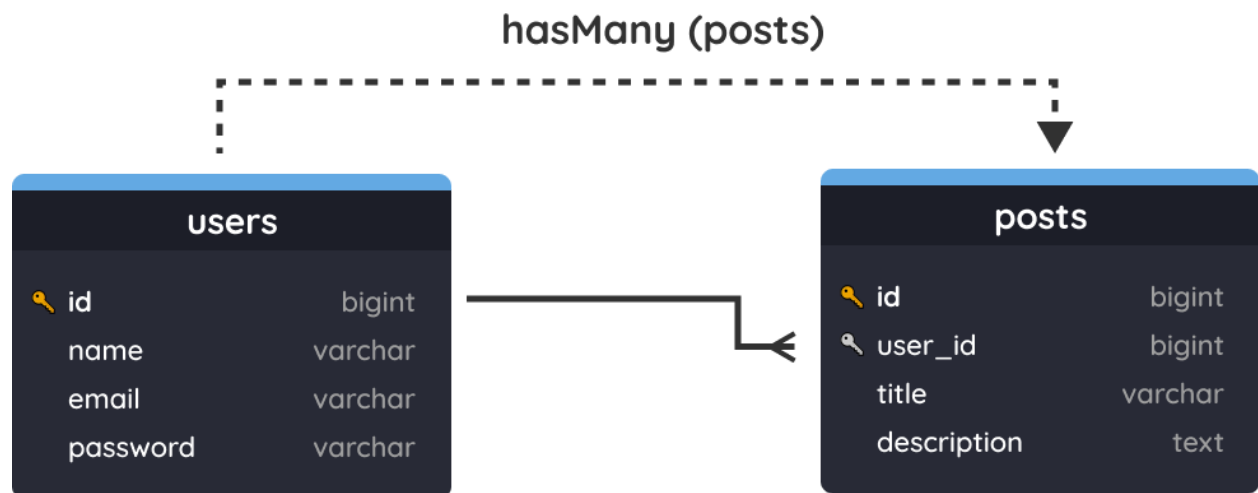 hasMany (posts)
users
id bigint
name varchar
email varchar
password varchar
posts
id bigint
user_id bigint
title varchar
description text